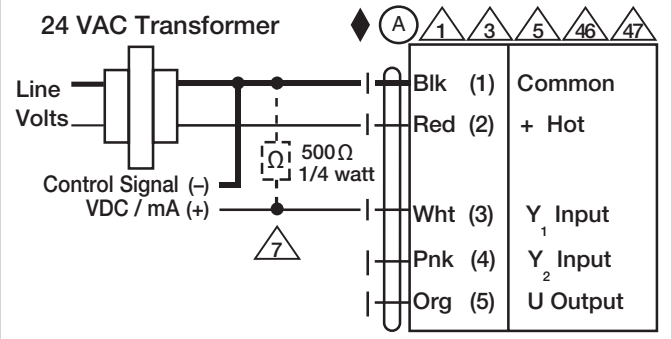 24 VAC Transformer
A 1 3 5 46 47
Line
Volts
Blk (1) Common
Red (2) + Hot
Ω 500Ω
1/4 watt
Control Signal (–)
VDC / mA (+)
Wht (3) Y1 Input
7
Pnk (4) Y2 Input
Org (5) U Output